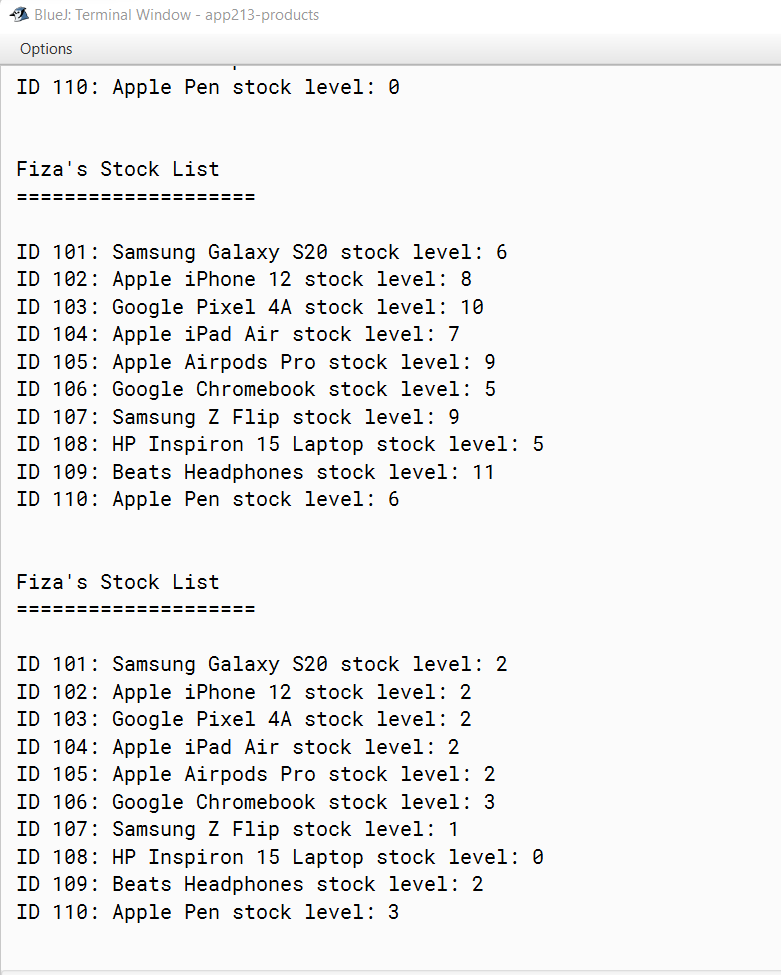 BlueJ: Terminal Window - app213-products
Options
ID 110: Apple Pen stock level: 0
Fiza's Stock List
====================
ID 101: Samsung Galaxy S20 stock level: 6
ID 102: Apple iPhone 12 stock level: 8
ID 103: Google Pixel 4A stock level: 10
ID 104: Apple iPad Air stock level: 7
ID 105: Apple Airpods Pro stock level: 9
ID 106: Google Chromebook stock level: 5
ID 107: Samsung Z Flip stock level: 9
ID 108: HP Inspiron 15 Laptop stock level: 5
ID 109: Beats Headphones stock level: 11
ID 110: Apple Pen stock level: 6
Fiza's Stock List
====================
ID 101: Samsung Galaxy S20 stock level: 2
ID 102: Apple iPhone 12 stock level: 2
ID 103: Google Pixel 4A stock level: 2
ID 104: Apple iPad Air stock level: 2
ID 105: Apple Airpods Pro stock level: 2
ID 106: Google Chromebook stock level: 3
ID 107: Samsung Z Flip stock level: 1
ID 108: HP Inspiron 15 Laptop stock level: 0
ID 109: Beats Headphones stock level: 2
ID 110: Apple Pen stock level: 3